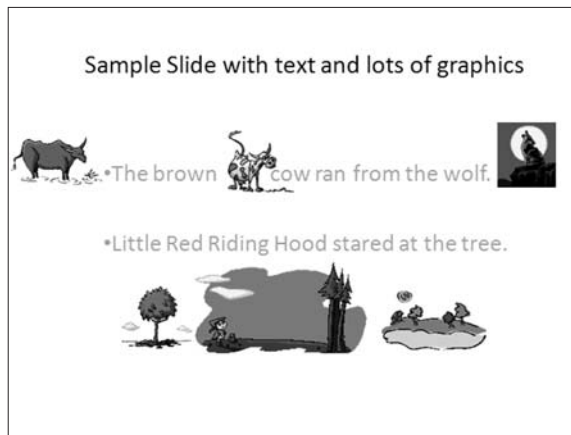 Sample Slide with text and lots of graphics
•The brown cow ran from the wolf.
•Little Red Riding Hood stared at the tree.